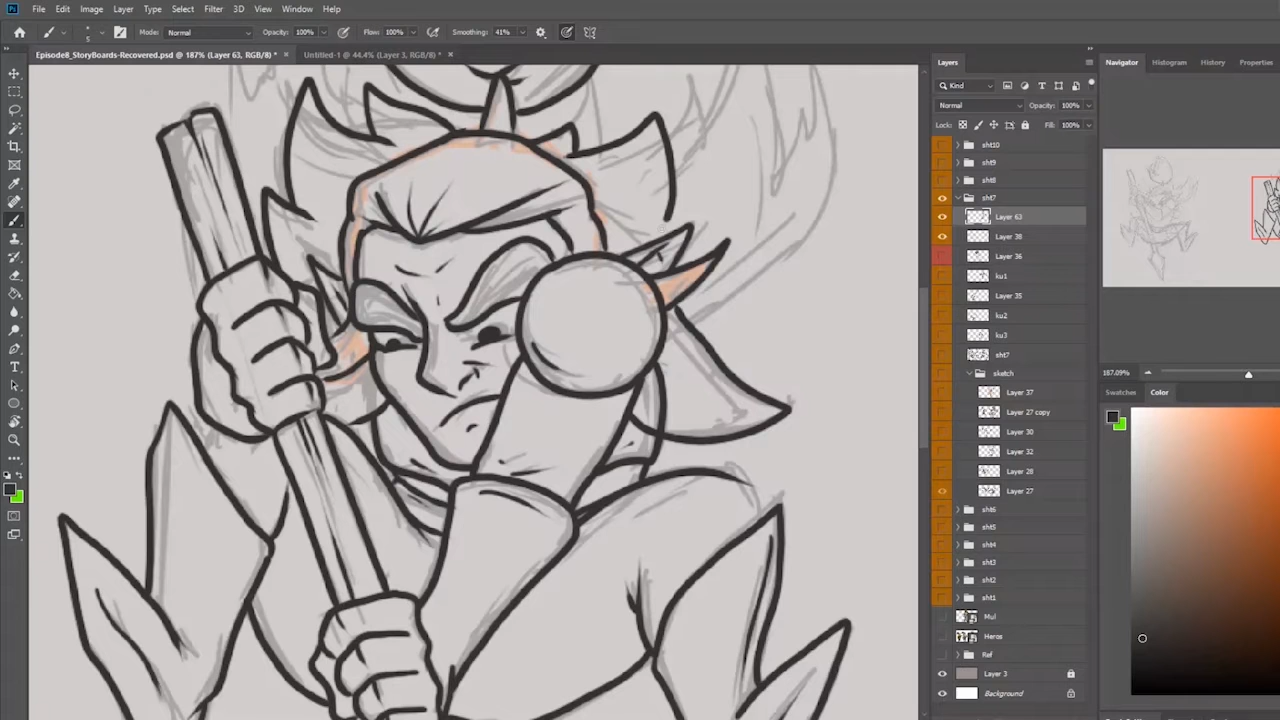 File Edit Image Layer Type Select Filter 3D View Window Help
5 Mode: Normal Opacity: 100% Flow: 100% Smoothing: 41%
Episode8_StoryBoards-Recovered.psd @ 187% (Layer 63, RGB/8) * × Untitled-1 @ 44.4% (Layer 3, RGB/8) * ×
Layers
Kind
Normal Opacity: 100%
Lock: Fill: 100%
sht10
sht9
sht8
sht7
Layer 63
Layer 38
Layer 36
ku1
Layer 35
ku2
ku3
sht7
sketch
Layer 37
Layer 27 copy
Layer 30
Layer 32
Layer 28
Layer 27
sht6
sht5
sht4
sht3
sht2
sht1
Mul
Heros
Ref
Layer 3
Background
Navigator Histogram History Properties
187.09%
Swatches Color